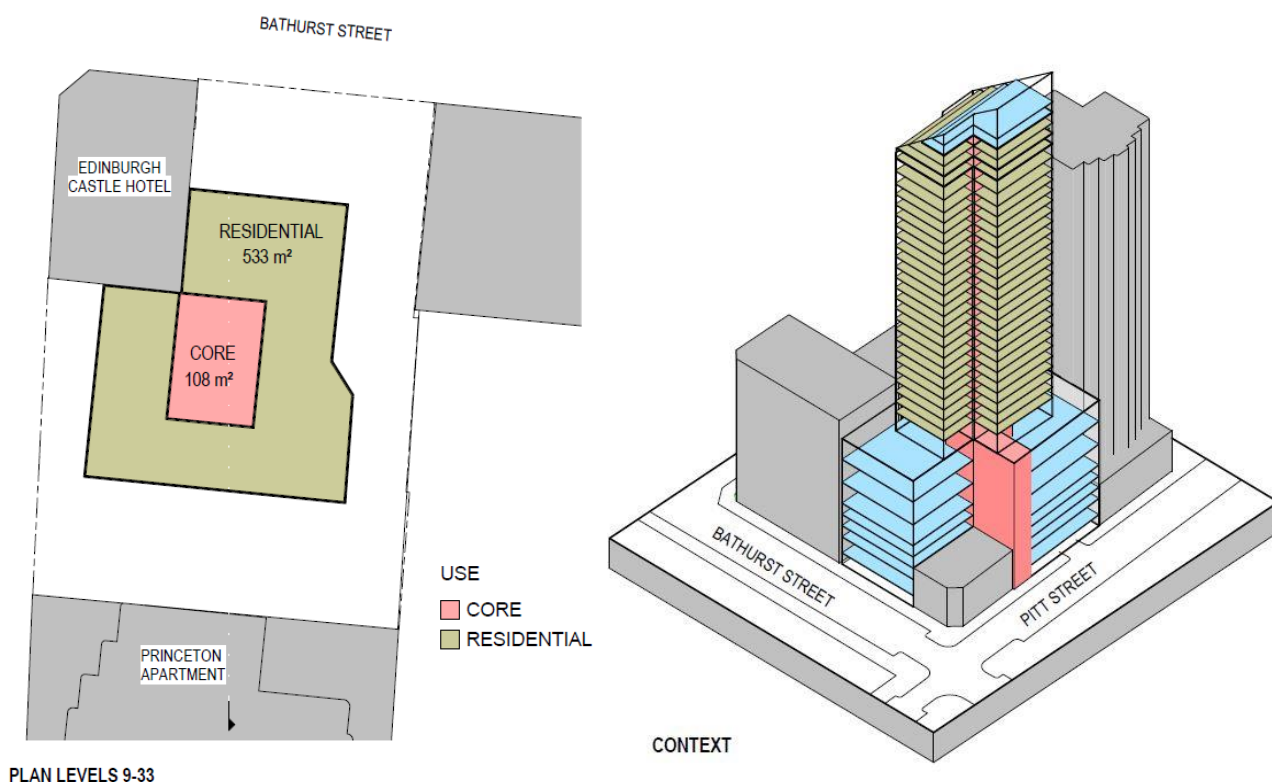 BATHURST STREET
EDINBURGH
CASTLE HOTEL
RESIDENTIAL
533 m²
CORE
108 m²
USE
CORE
RESIDENTIAL
PRINCETON
APARTMENT
PLAN LEVELS 9-33
BATHURST STREET
PITT STREET
CONTEXT